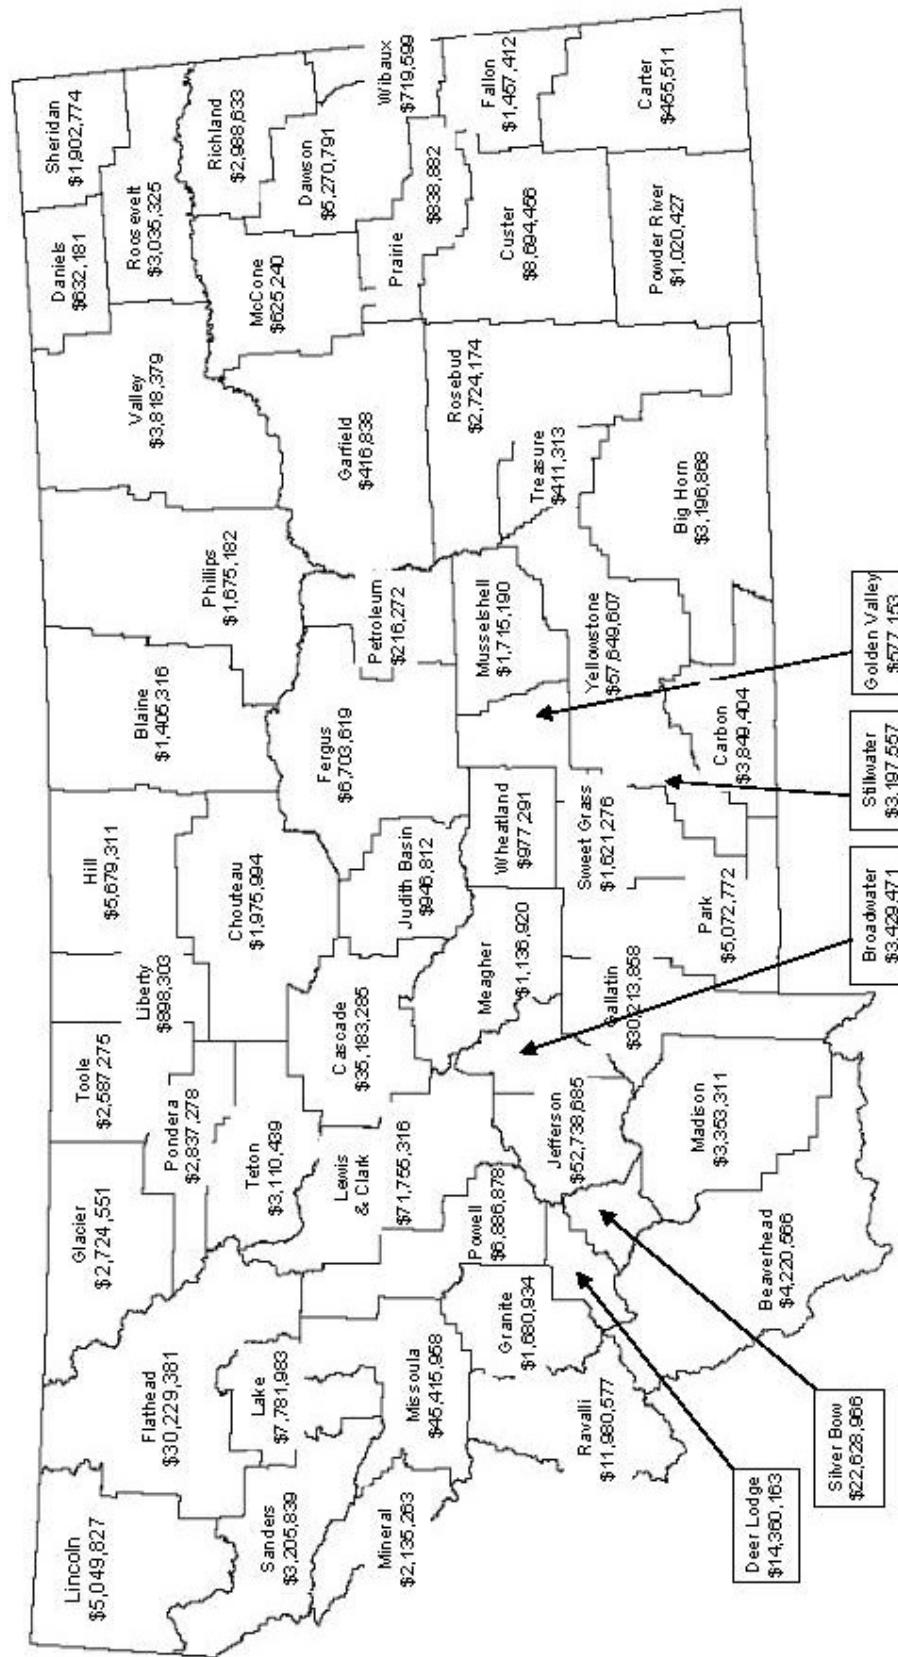 Lincoln
$5,049,827
Flathead
$30,229,381
Glacier
$2,724,551
Toole
$2,587,275
Liberty
$898,303
Hill
$5,679,311
Blaine
$1,405,316
Phillips
$1,675,182
Valley
$3,818,379
Daniels
$632,181
Sheridan
$1,902,774
Roosevelt
$3,035,325
Sanders
$3,205,839
Lake
$7,781,983
Pondera
$2,837,278
Teton
$3,110,439
Chouteau
$1,975,994
McCone
$625,240
Richland
$2,988,633
Dawson
$5,270,791
Wibaux
$719,599
Mineral
$2,135,263
Missoula
$45,415,958
Lewis
& Clark
$71,755,316
Cascade
$35,183,285
Judith Basin
$946,812
Fergus
$6,703,619
Petroleum
$216,272
Garfield
$416,838
Prairie
$838,882
Fallon
$1,457,412
Granite
$1,680,934
Powell
$6,886,878
Meagher
$1,136,920
Wheatland
$977,291
Musselshell
$1,715,190
Treasure
$411,313
Rosebud
$2,724,174
Custer
$8,694,456
Carter
$455,511
Ravalli
$11,980,577
Jefferson
$52,738,685
Gallatin
$30,213,858
Sweet Grass
$1,621,276
Yellowstone
$57,649,607
Big Horn
$3,196,868
Powder River
$1,020,427
Beaverhead
$4,220,566
Madison
$3,353,311
Park
$5,072,772
Carbon
$3,849,404
Deer Lodge
$14,360,163
Silver Bow
$22,628,966
Broadwater
$3,429,471
Stillwater
$3,197,557
Golden Valley
$577,153